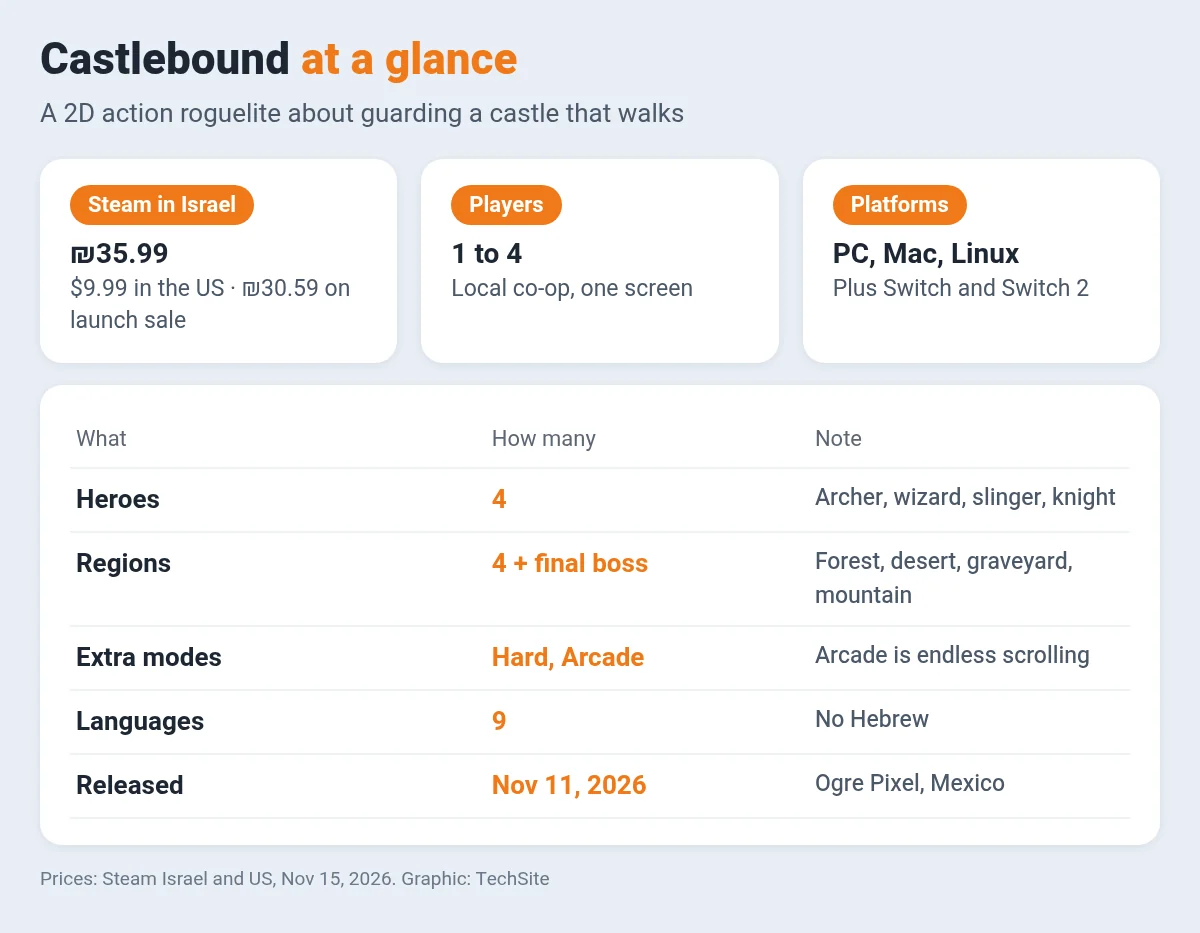 Castlebound at a glance
A 2D action roguelite about guarding a castle that walks
Steam in Israel
₪35.99
$9.99 in the US · ₪30.59 on
launch sale
Players
1 to 4
Local co-op, one screen
Platforms
PC, Mac, Linux
Plus Switch and Switch 2
What How many Note
Heroes 4 Archer, wizard, slinger, knight
Regions 4 + final boss Forest, desert, graveyard,
mountain
Extra modes Hard, Arcade Arcade is endless scrolling
Languages 9 No Hebrew
Released Nov 11, 2026 Ogre Pixel, Mexico
Prices: Steam Israel and US, Nov 15, 2026. Graphic: TechSite